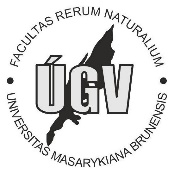 FACULTAS RERUM NATURALIUM
ÚGV
UNIVERSITAS MASARYKIANA BRUNENSIS